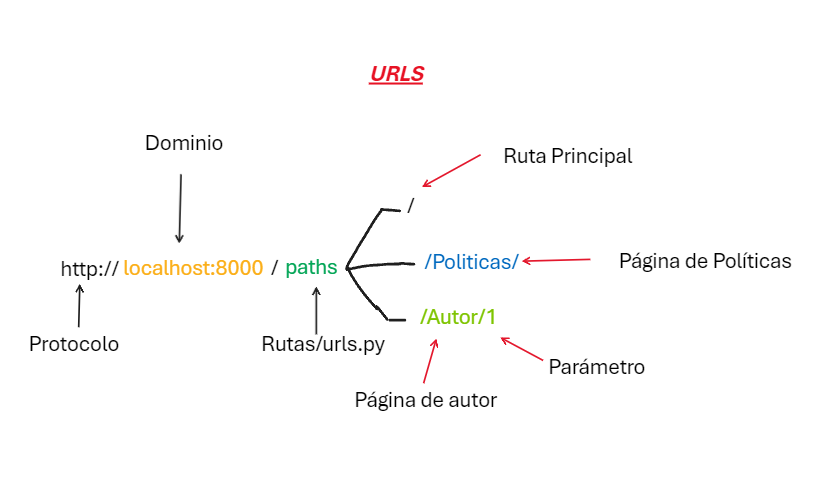 URLS
Dominio
Ruta Principal
/
http:// localhost:8000 / paths
/Politicas/
Página de Políticas
/Autor/1
Protocolo
Rutas/urls.py
Parámetro
Página de autor